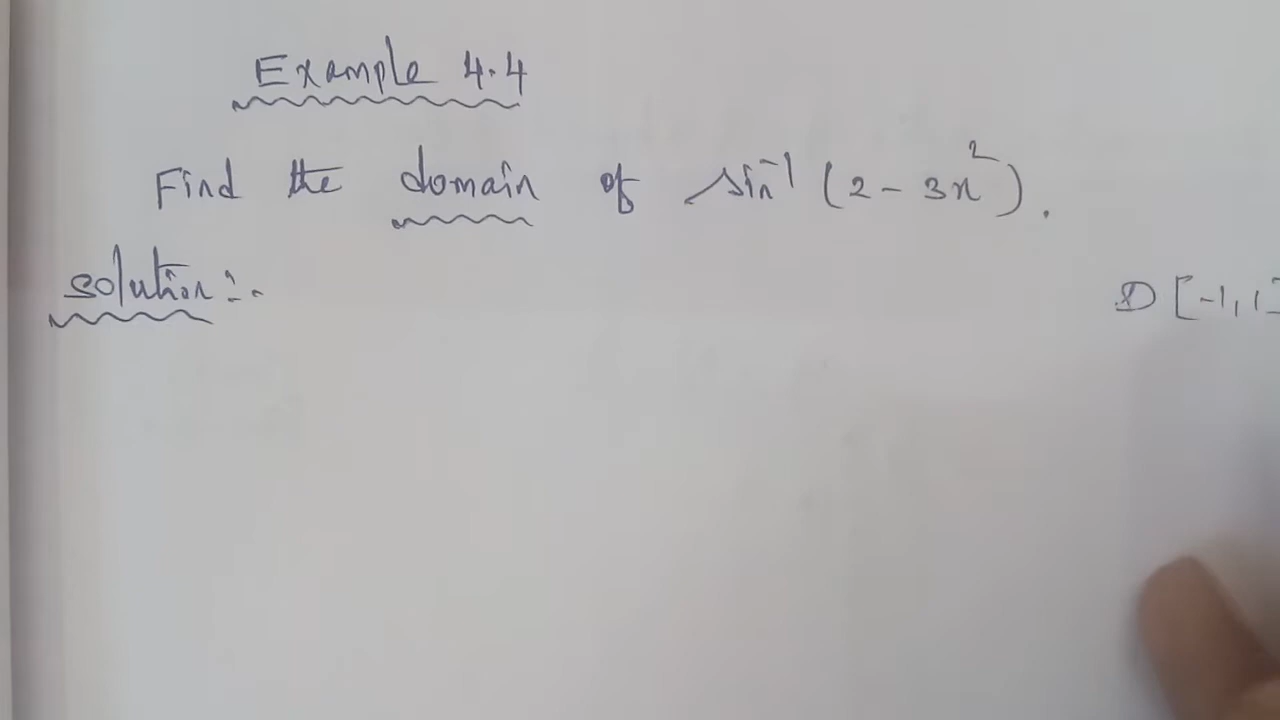 Example 4.4
Find the domain of sin⁻¹ (2 - 3x²).
solution:-
D [-1, 1]